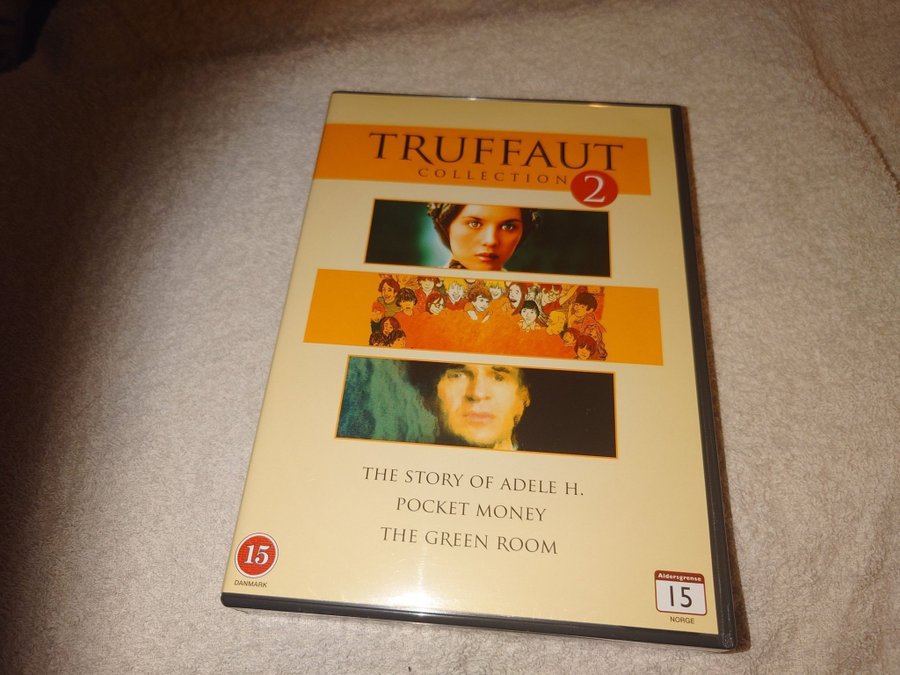 TRUFFAUT
COLLECTION 2
THE STORY OF ADELE H.
POCKET MONEY
THE GREEN ROOM
15
DANMARK
Aldersgrense
15
NORGE